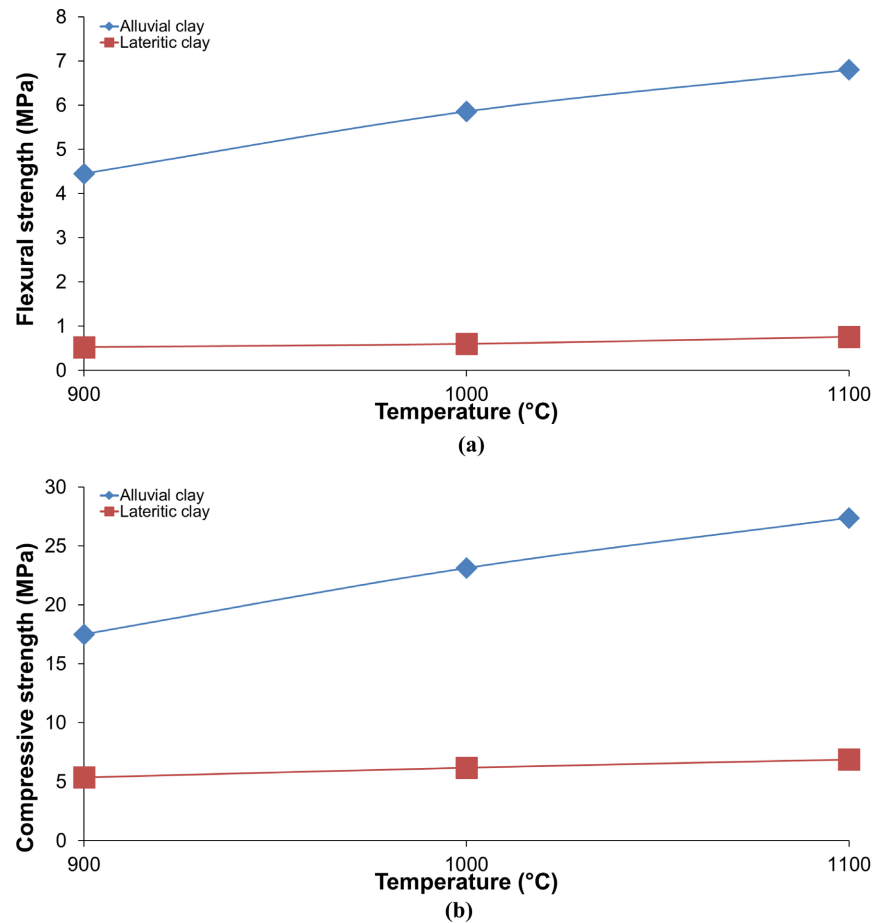 8
Alluvial clay
Lateritic clay
7
6
5
4
3
2
1
0
Flexural strength (MPa)
900
1000
1100
Temperature (°C)
(a)
30
Alluvial clay
Lateritic clay
25
20
15
10
5
0
Compressive strength (MPa)
900
1000
1100
Temperature (°C)
(b)